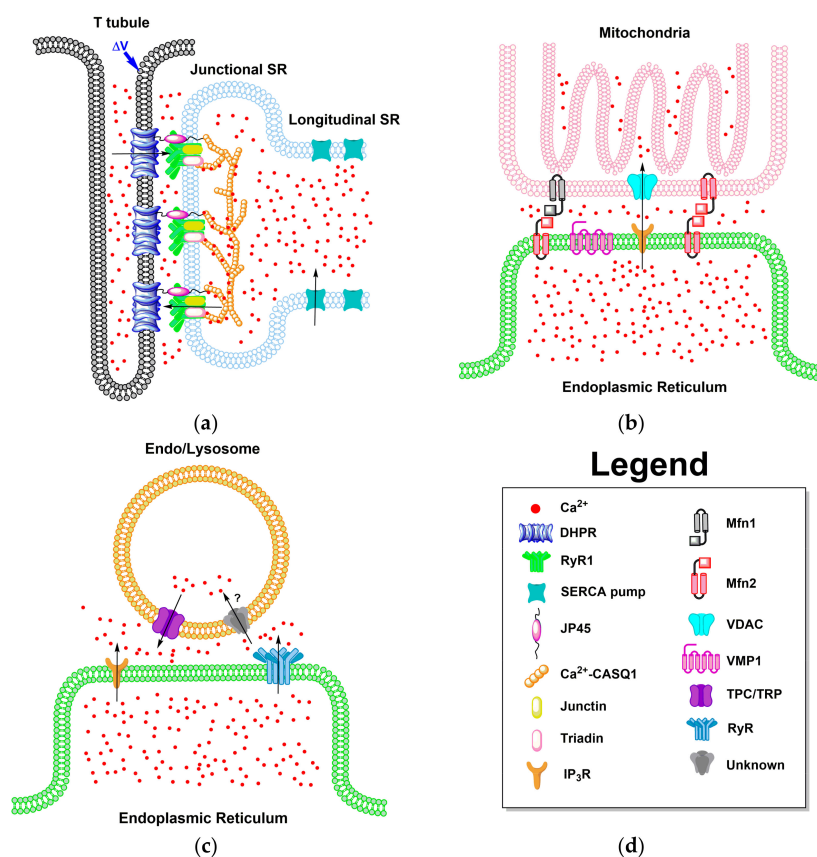 T tubule
ΔV
Junctional SR
Longitudinal SR
(a)
Mitochondria
Endoplasmic Reticulum
(b)
Endo/Lysosome
?
Endoplasmic Reticulum
(c)
Legend
Ca2+
DHPR
RyR1
SERCA pump
JP45
Ca2+-CASQ1
Junctin
Triadin
IP3R
Mfn1
Mfn2
VDAC
VMP1
TPC/TRP
RyR
Unknown
(d)